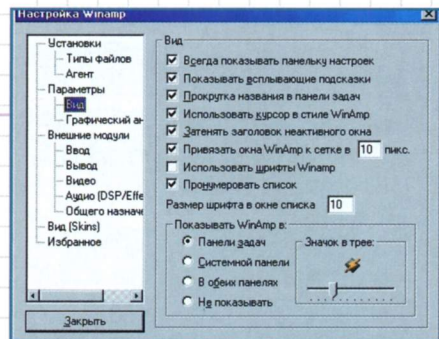 Настройка Winamp
Установки
Типы файлов
Агент
Параметры
Вид
Графический ан
Внешние модули
Ввод
Вывод
Видео
Аудио (DSP/Effe
Общего назначе
Вид (Skins)
Избранное
Закрыть
Вид
Всегда показывать панельку настроек
Показывать всплывающие подсказки
Прокрутка названия в панели задач
Использовать курсор в стиле WinAmp
Затенять заголовок неактивного окна
Привязать окна WinAmp к сетке в 10 пикс.
Использовать шрифты Winamp
Пронумеровать список
Размер шрифта в окне списка 10
Показывать WinAmp в:
Панели задач
Системной панели
В обеих панелях
Не показывать
Значок в трее: